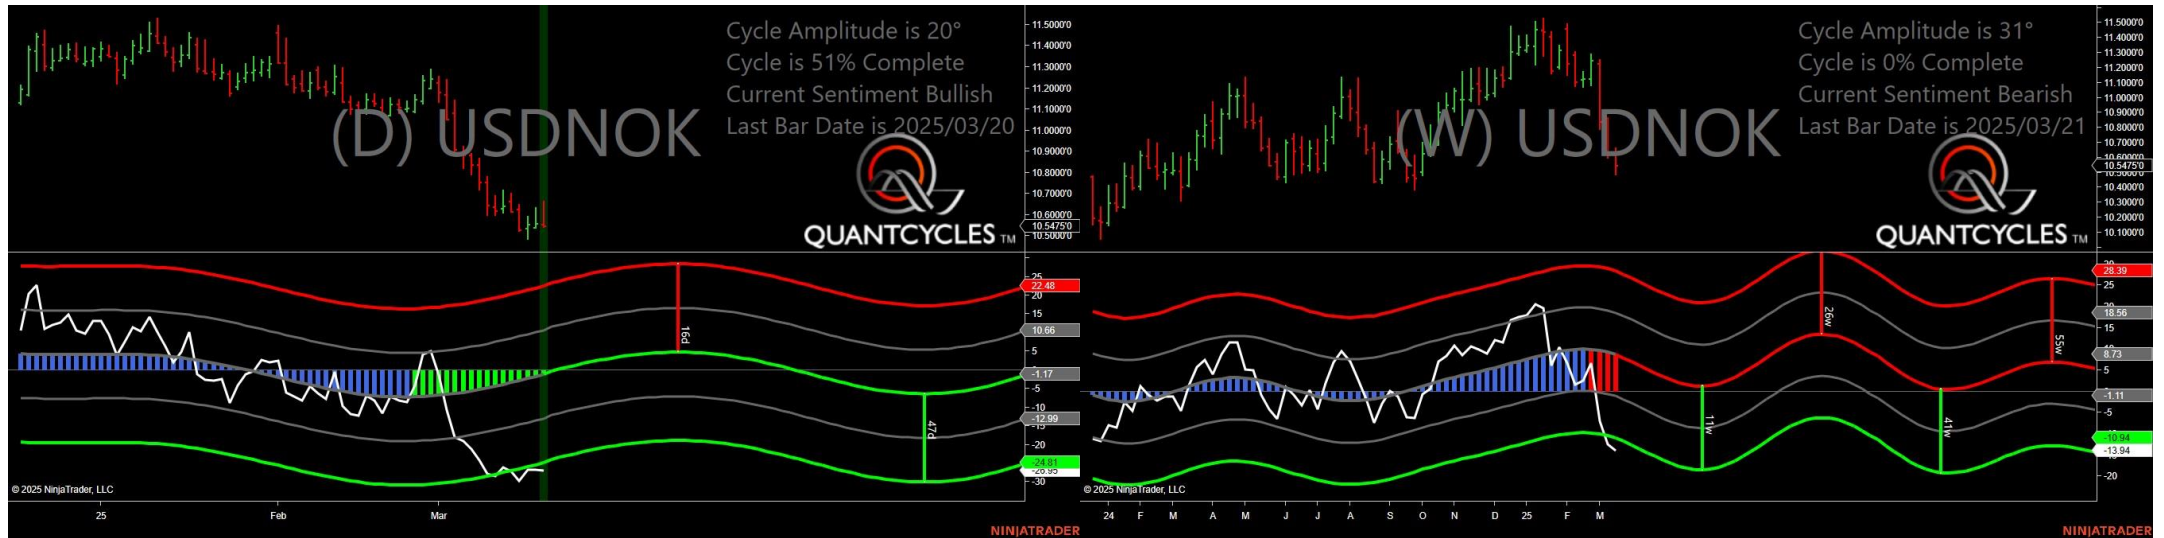 Cycle Amplitude is 20°
Cycle is 51% Complete
Current Sentiment Bullish
Last Bar Date is 2025/03/20
(D) USDNOK
QUANTCYCLES TM
11.5000'0
11.4000'0
11.3000'0
11.2000'0
11.1000'0
11.0000'0
10.9000'0
10.8000'0
10.7000'0
10.6000'0
10.5475'0
10.5000'0
25
22.48
20
15
10.66
5
-1.17
-5
-10
-12.99
-15
-20
-24.81
-26.95
-30
16d
47d
© 2025 NinjaTrader, LLC
25 Feb Mar
NINJATRADER
Cycle Amplitude is 31°
Cycle is 0% Complete
Current Sentiment Bearish
Last Bar Date is 2025/03/21
(W) USDNOK
QUANTCYCLES TM
11.5000'0
11.4000'0
11.3000'0
11.2000'0
11.1000'0
11.0000'0
10.9000'0
10.8000'0
10.7000'0
10.6000'0
10.5475'0
10.4000'0
10.3000'0
10.2000'0
10.1000'0
28.39
25
18.56
15
8.73
5
-1.11
-5
-10.94
-13.94
-20
26w
55w
11w
41w
© 2025 NinjaTrader, LLC
24 F M A M J J A S O N D 25 F M
NINJATRADER